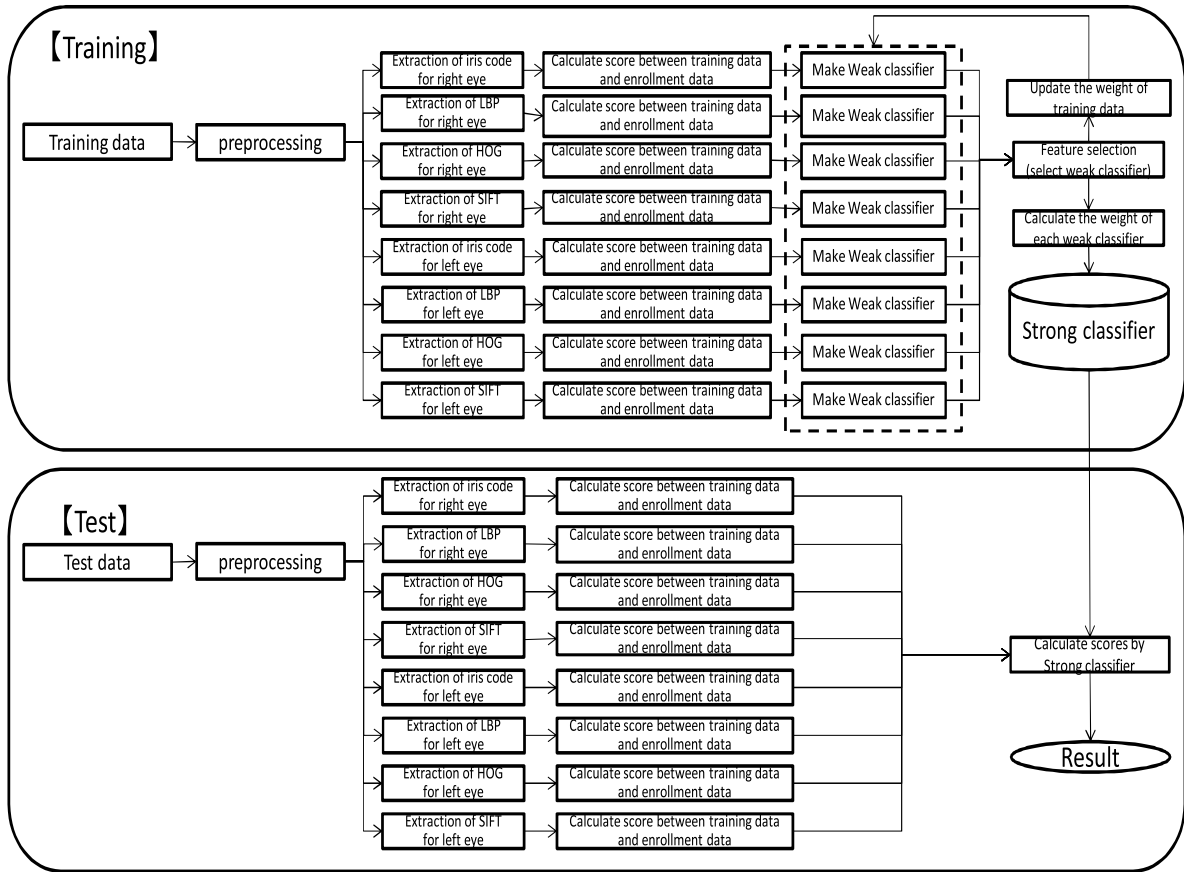 【Training】
Training data
preprocessing
Extraction of iris code
for right eye
Calculate score between training data
and enrollment data
Make Weak classifier
Extraction of LBP
for right eye
Calculate score between training data
and enrollment data
Make Weak classifier
Extraction of HOG
for right eye
Calculate score between training data
and enrollment data
Make Weak classifier
Extraction of SIFT
for right eye
Calculate score between training data
and enrollment data
Make Weak classifier
Extraction of iris code
for left eye
Calculate score between training data
and enrollment data
Make Weak classifier
Extraction of LBP
for left eye
Calculate score between training data
and enrollment data
Make Weak classifier
Extraction of HOG
for left eye
Calculate score between training data
and enrollment data
Make Weak classifier
Extraction of SIFT
for left eye
Calculate score between training data
and enrollment data
Make Weak classifier
Update the weight of
training data
Feature selection
(select weak classifier)
Calculate the weight of
each weak classifier
Strong classifier
【Test】
Test data
preprocessing
Extraction of iris code
for right eye
Calculate score between training data
and enrollment data
Extraction of LBP
for right eye
Calculate score between training data
and enrollment data
Extraction of HOG
for right eye
Calculate score between training data
and enrollment data
Extraction of SIFT
for right eye
Calculate score between training data
and enrollment data
Extraction of iris code
for left eye
Calculate score between training data
and enrollment data
Extraction of LBP
for left eye
Calculate score between training data
and enrollment data
Extraction of HOG
for left eye
Calculate score between training data
and enrollment data
Extraction of SIFT
for left eye
Calculate score between training data
and enrollment data
Calculate scores by
Strong classifier
Result